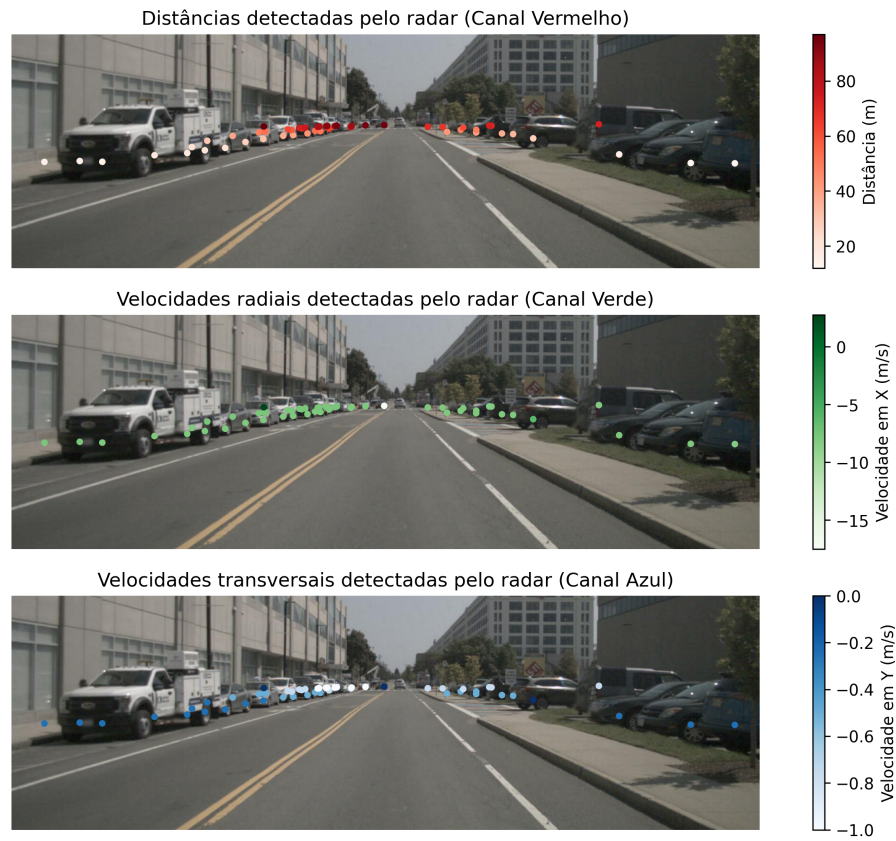 Distâncias detectadas pelo radar (Canal Vermelho)
80
60
40
20
Distância (m)
Velocidades radiais detectadas pelo radar (Canal Verde)
0
−5
−10
−15
Velocidade em X (m/s)
Velocidades transversais detectadas pelo radar (Canal Azul)
0.0
−0.2
−0.4
−0.6
−0.8
−1.0
Velocidade em Y (m/s)